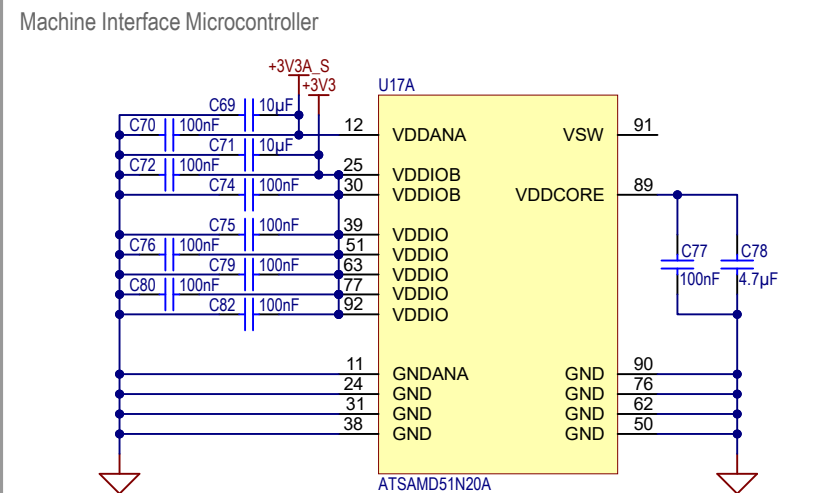 Machine Interface Microcontroller
+3V3A_S
+3V3
U17A
C69 10µF
C70 100nF
12 VDDANA
VSW 91
C71 10µF
C72 100nF
25 VDDIOB
C74 100nF
30 VDDIOB
VDDCORE 89
C75 100nF
39 VDDIO
C76 100nF
51 VDDIO
C77
100nF
C78
4.7µF
C79 100nF
63 VDDIO
C80 100nF
77 VDDIO
C82 100nF
92 VDDIO
11 GNDANA
GND 90
24 GND
GND 76
31 GND
GND 62
38 GND
GND 50
ATSAMD51N20A